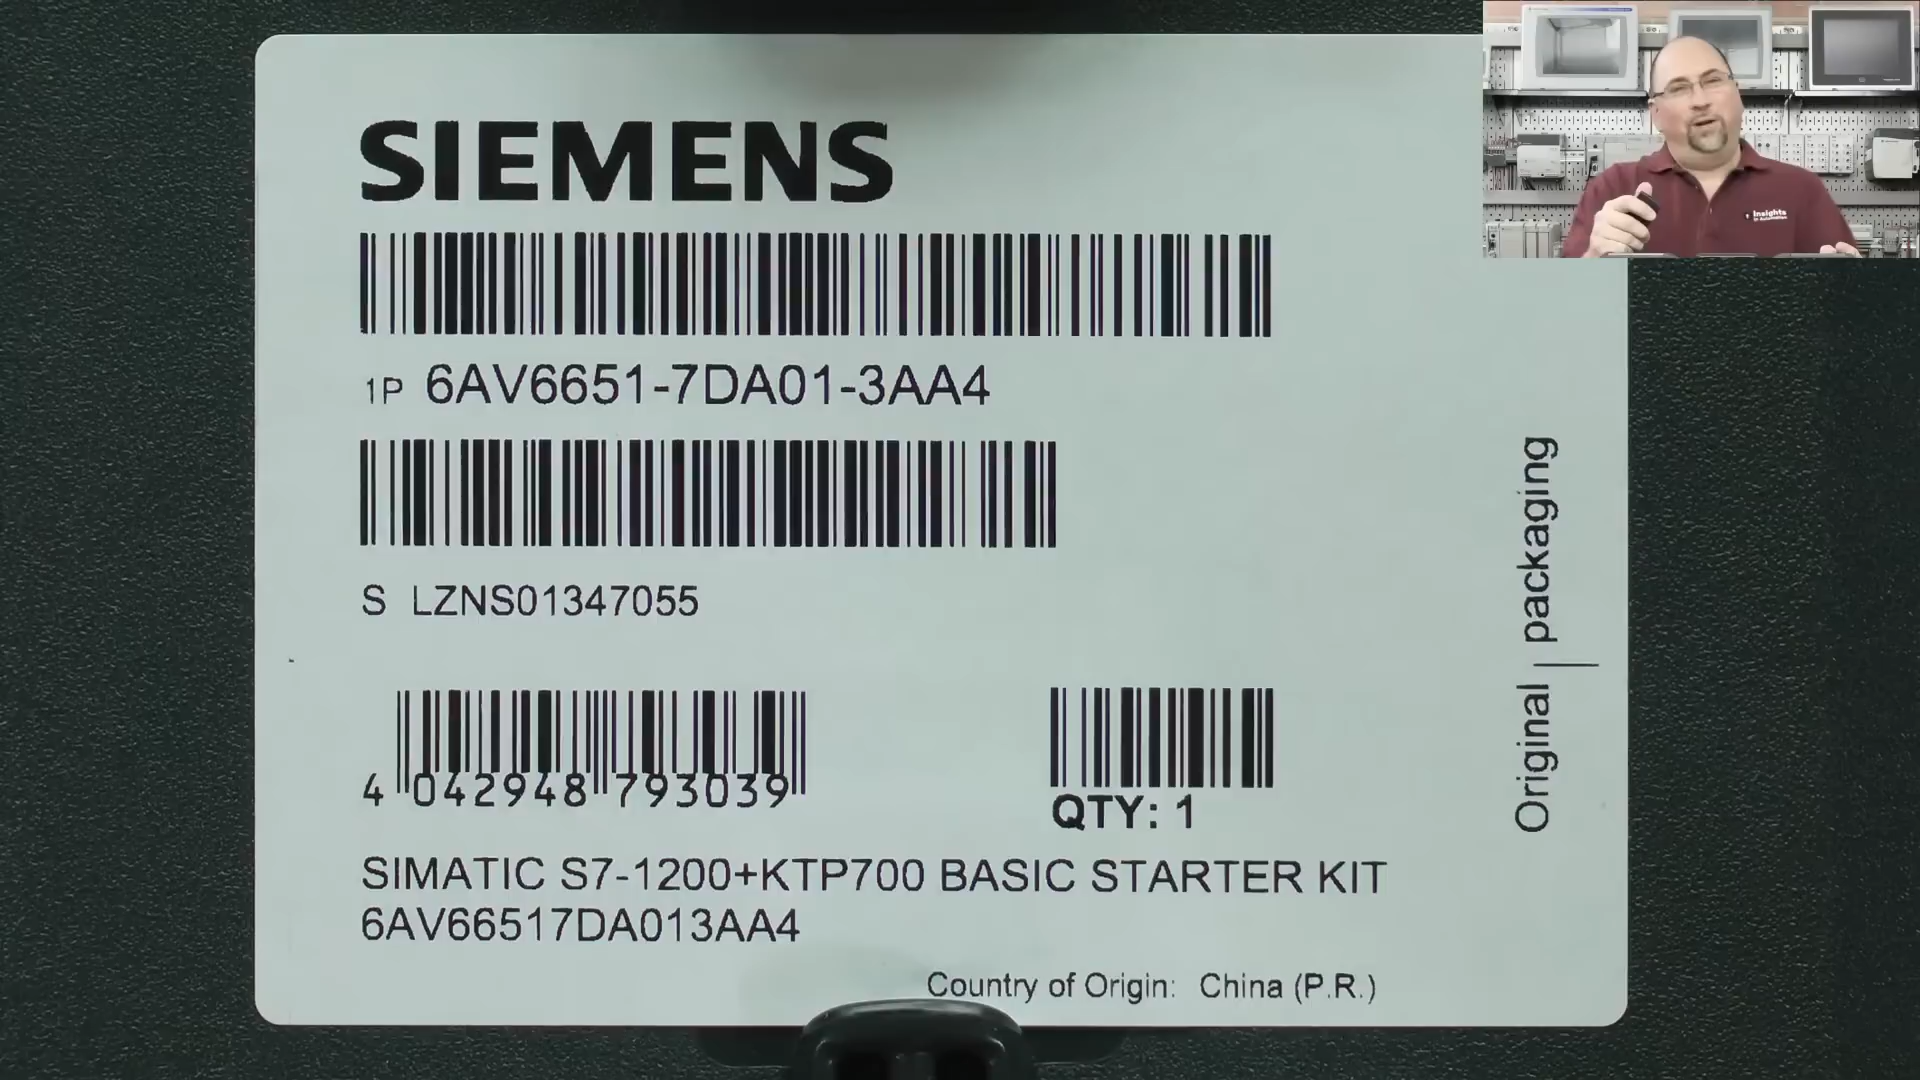 SIEMENS
1P 6AV6651-7DA01-3AA4
S LZNS01347055
4 042948 793039
QTY: 1
SIMATIC S7-1200+KTP700 BASIC STARTER KIT
6AV66517DA013AA4
Country of Origin: China (P.R.)
Original | packaging
Insights